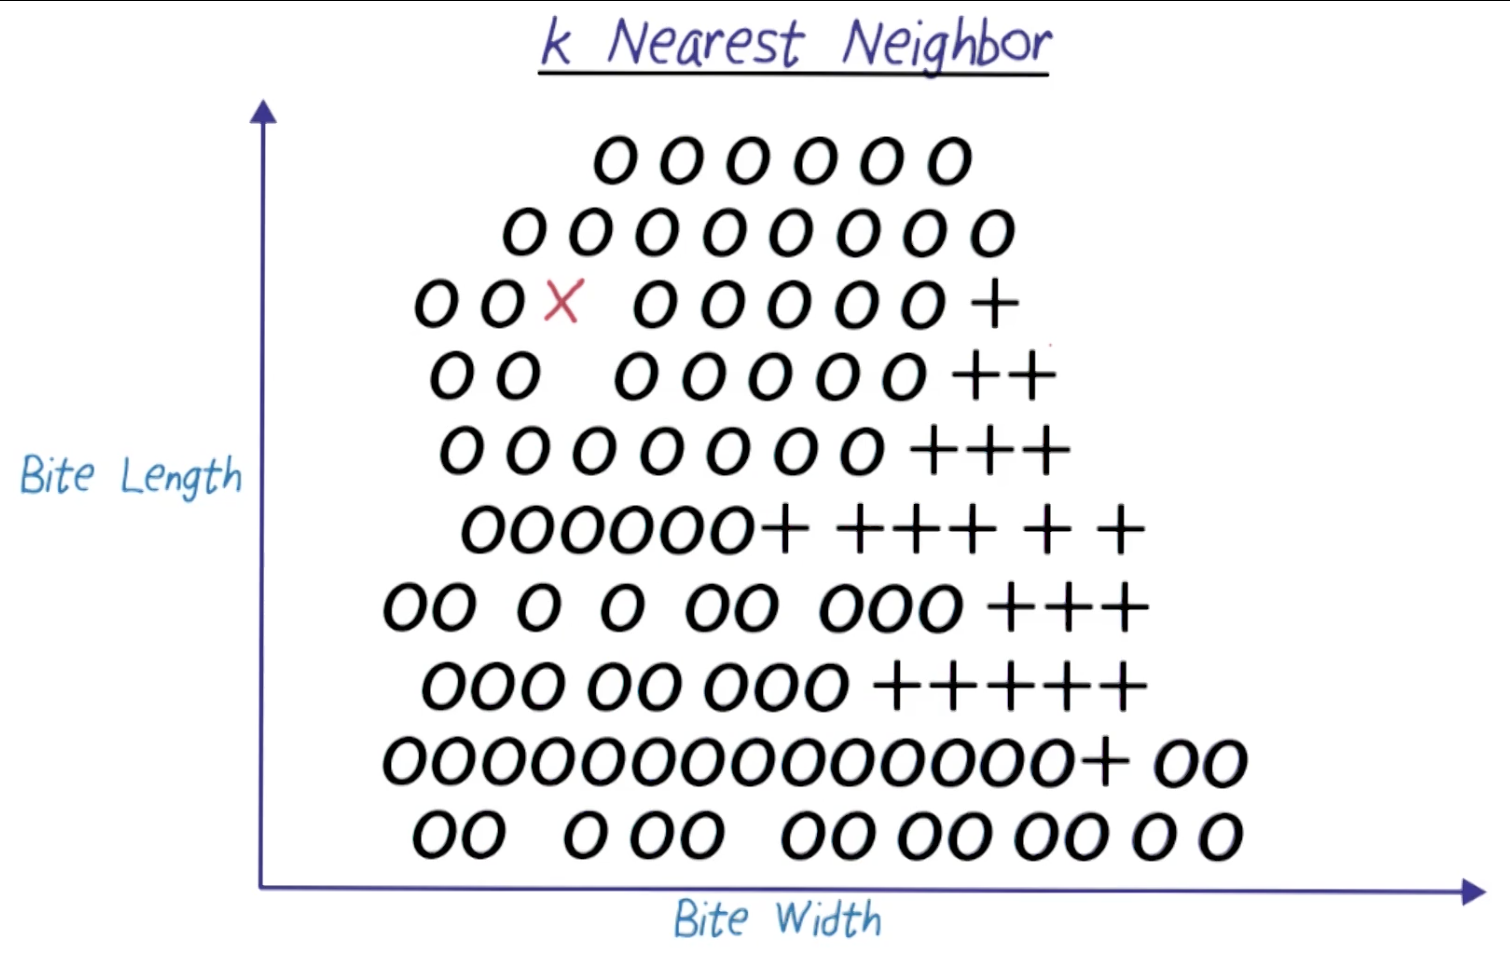 k Nearest Neighbor
O O O O O O
O O O O O O O O
O O X O O O O O +
O O O O O O O ++
O O O O O O O +++
OOOOOO+ +++ + +
OO O O OO OOO +++
OOO OO OOO +++++
OOOOOOOOOOOOOO+ OO
OO O OO OO OO OO O O
Bite Length
Bite Width